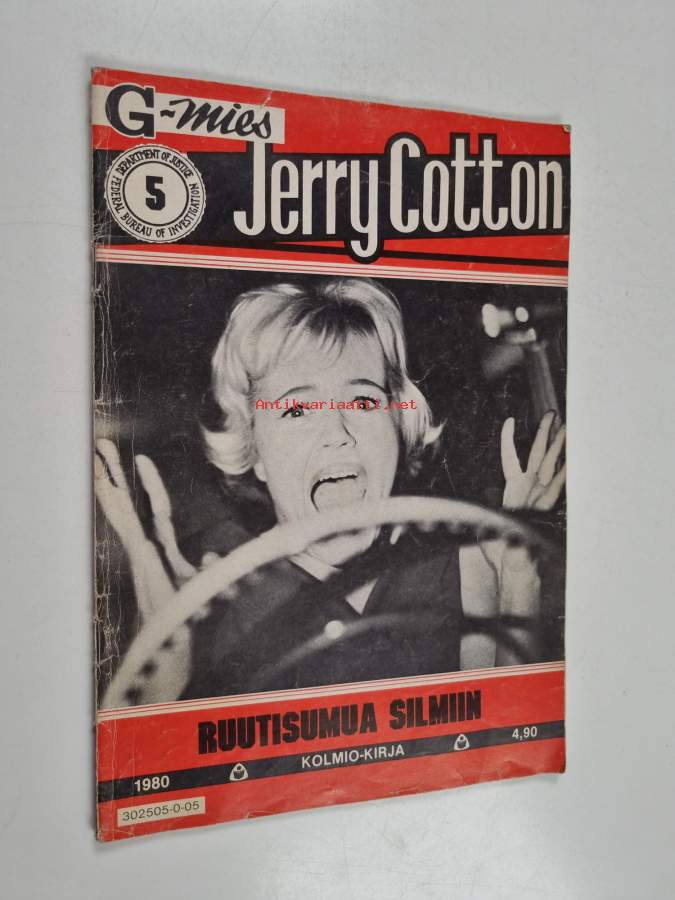 G-mies
DEPARTMENT OF JUSTICE
FEDERAL BUREAU OF INVESTIGATION
5
Jerry Cotton
Antikvariaatit.net
RUUTISUMUA SILMIIN
1980
KOLMIO-KIRJA
4,90
302505-0-05